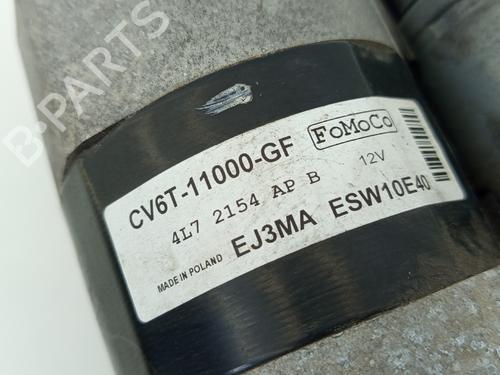 CV6T-11000-GF FoMoCo
4L7 2154 AP B 12V
MADE IN POLAND EJ3MA ESW10E40
B-PARTS